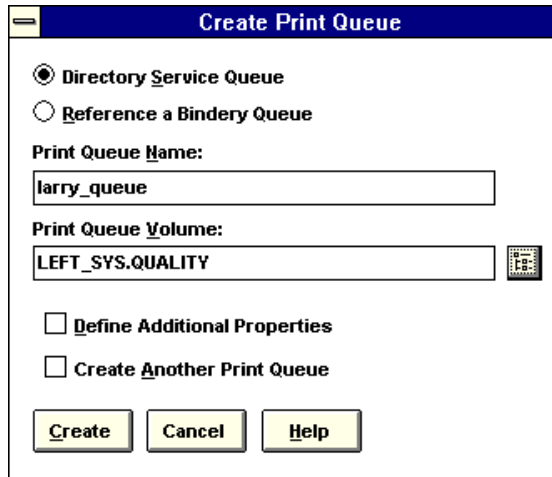 Create Print Queue
Directory Service Queue
Reference a Bindery Queue
Print Queue Name:
larry_queue
Print Queue Volume:
LEFT_SYS.QUALITY
Define Additional Properties
Create Another Print Queue
Create Cancel Help